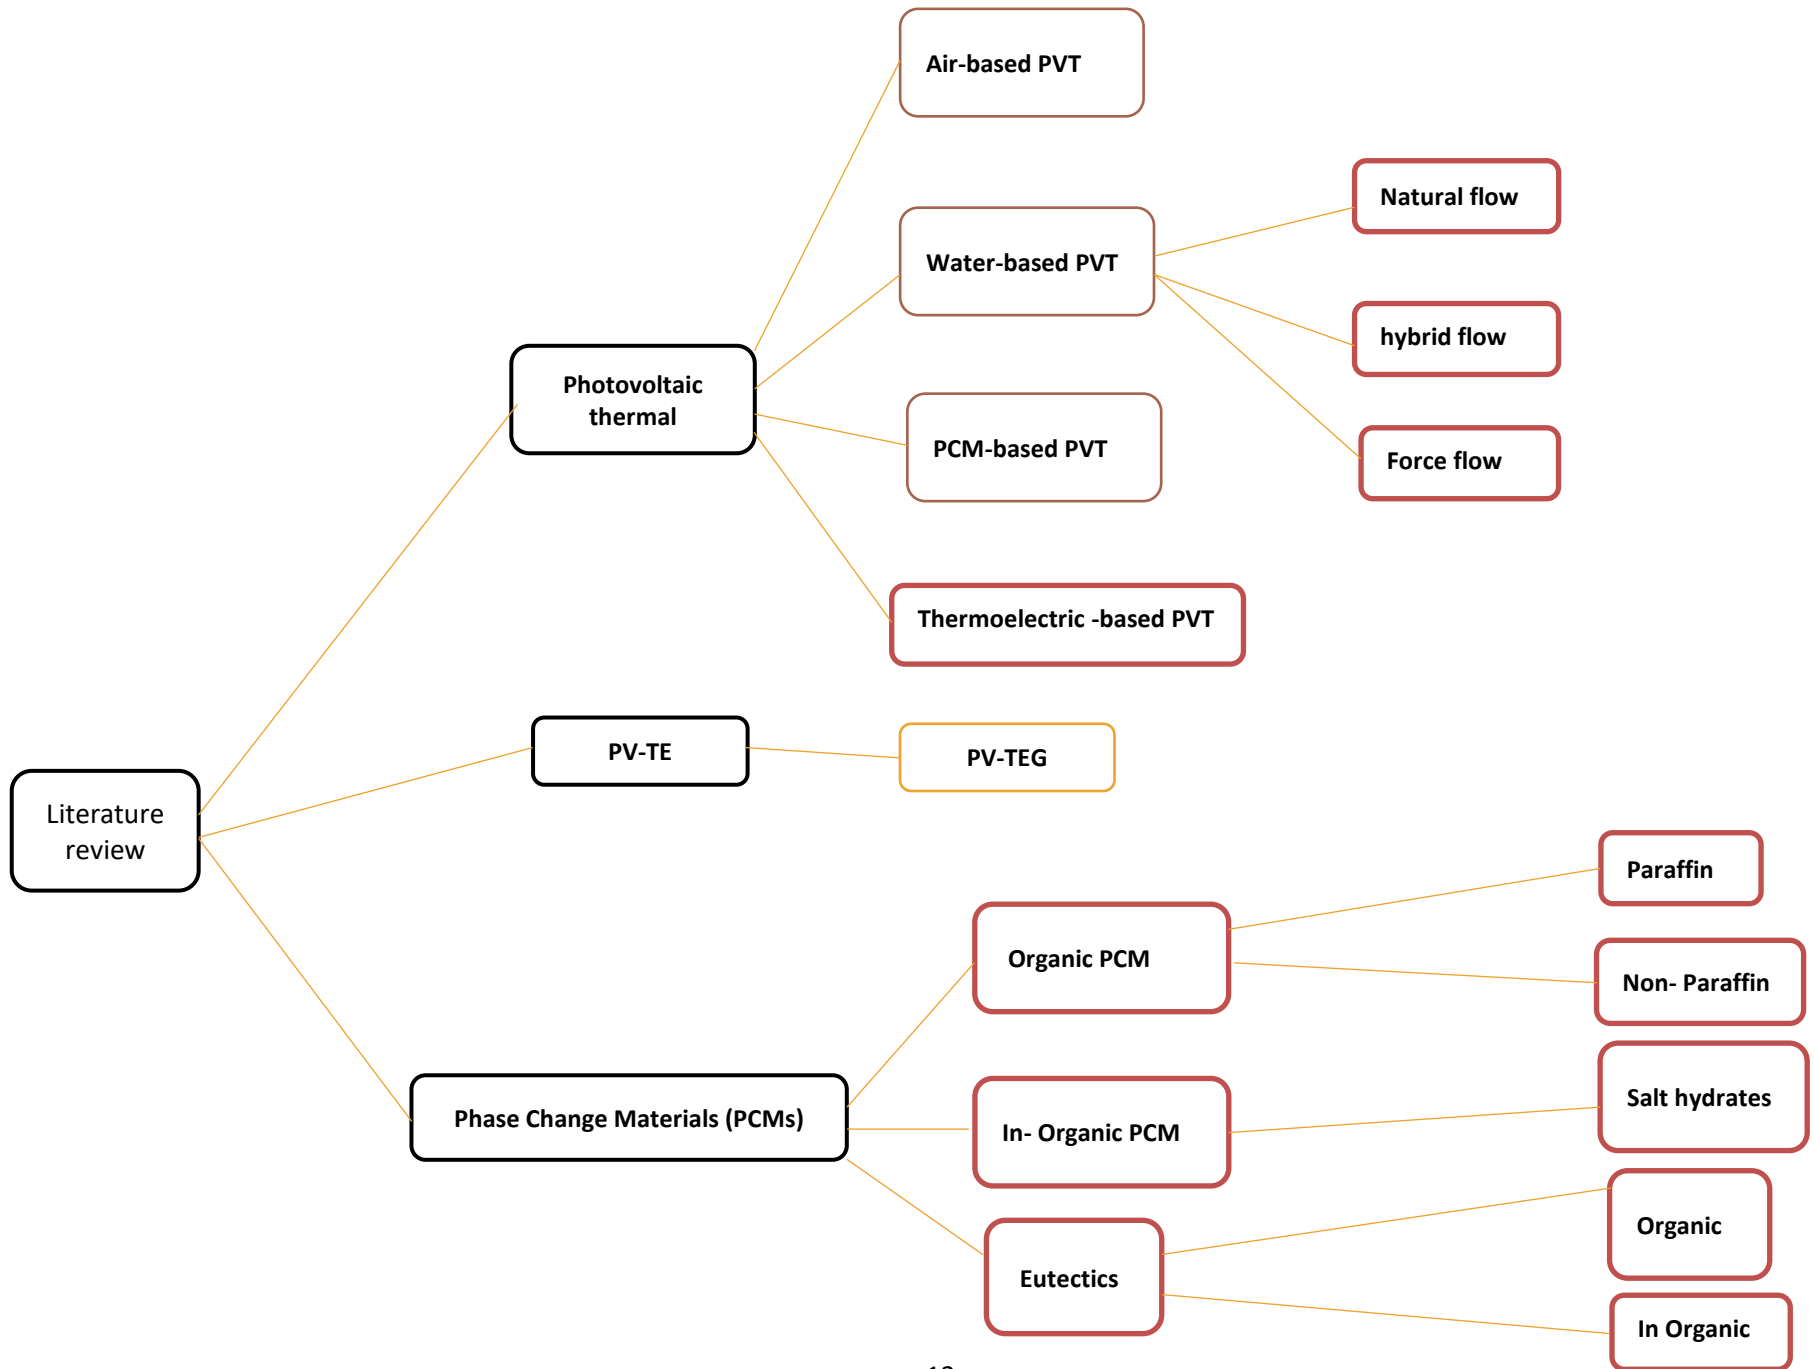 Air-based PVT
Natural flow
Water-based PVT
hybrid flow
Photovoltaic
thermal
PCM-based PVT
Force flow
Thermoelectric -based PVT
PV-TE
PV-TEG
Literature
review
Paraffin
Organic PCM
Non- Paraffin
Phase Change Materials (PCMs)
In- Organic PCM
Salt hydrates
Organic
Eutectics
In Organic